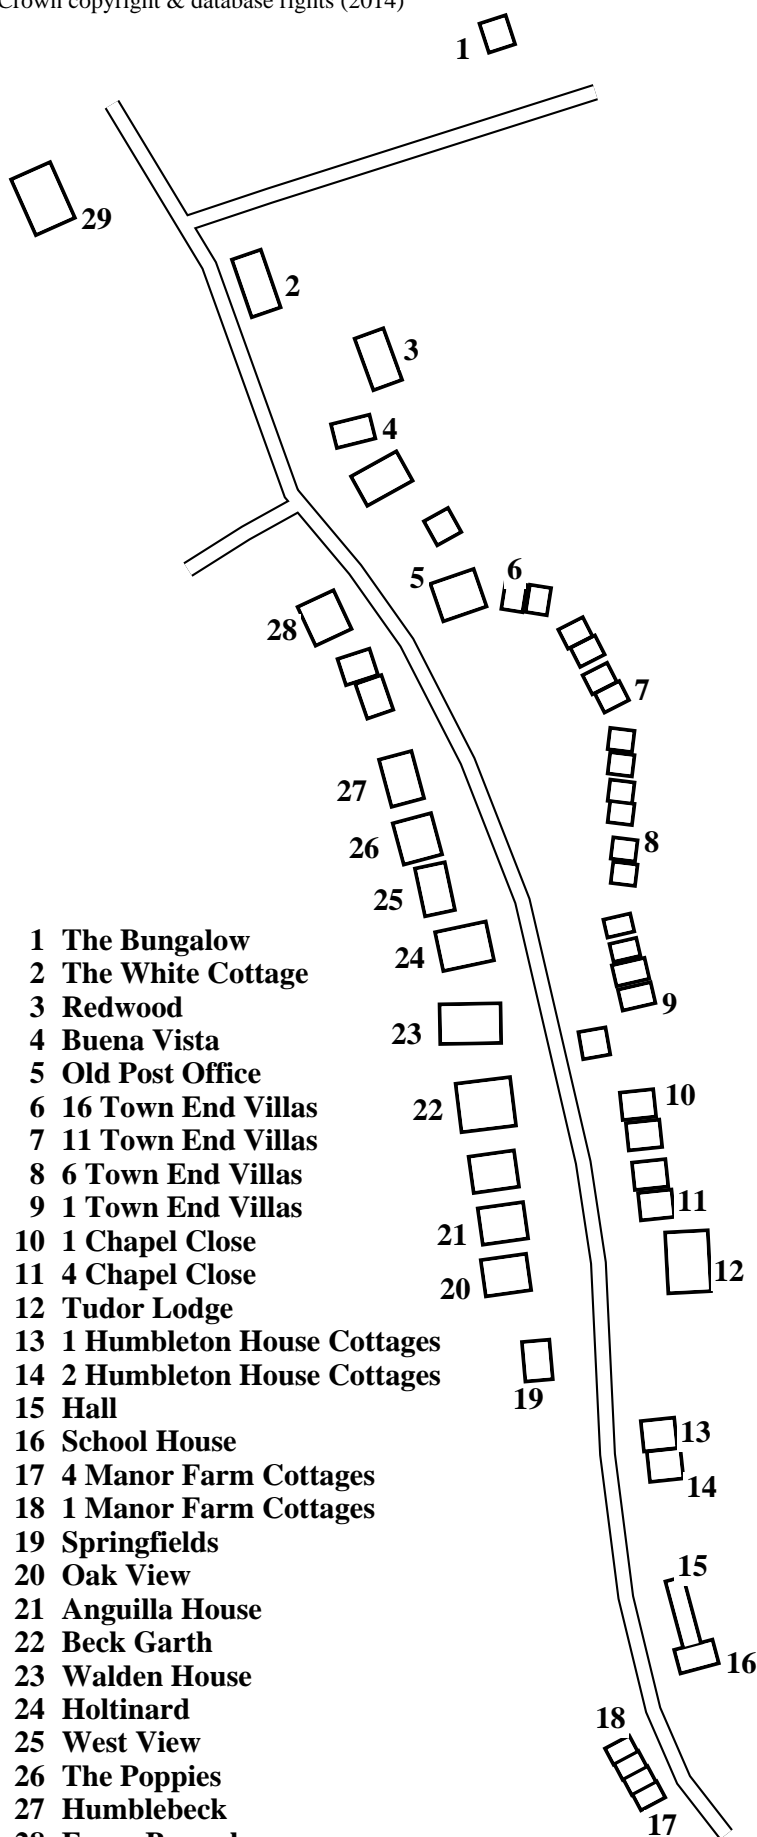 Crown copyright & database rights (2014)
1
29
2
3
4
5
6
28
7
27
8
26
25
24
9
23
10
22
11
21
12
20
19
13
14
15
16
18
17
1 The Bungalow
2 The White Cottage
3 Redwood
4 Buena Vista
5 Old Post Office
6 16 Town End Villas
7 11 Town End Villas
8 6 Town End Villas
9 1 Town End Villas
10 1 Chapel Close
11 4 Chapel Close
12 Tudor Lodge
13 1 Humbleton House Cottages
14 2 Humbleton House Cottages
15 Hall
16 School House
17 4 Manor Farm Cottages
18 1 Manor Farm Cottages
19 Springfields
20 Oak View
21 Anguilla House
22 Beck Garth
23 Walden House
24 Holtinard
25 West View
26 The Poppies
27 Humblebeck
28